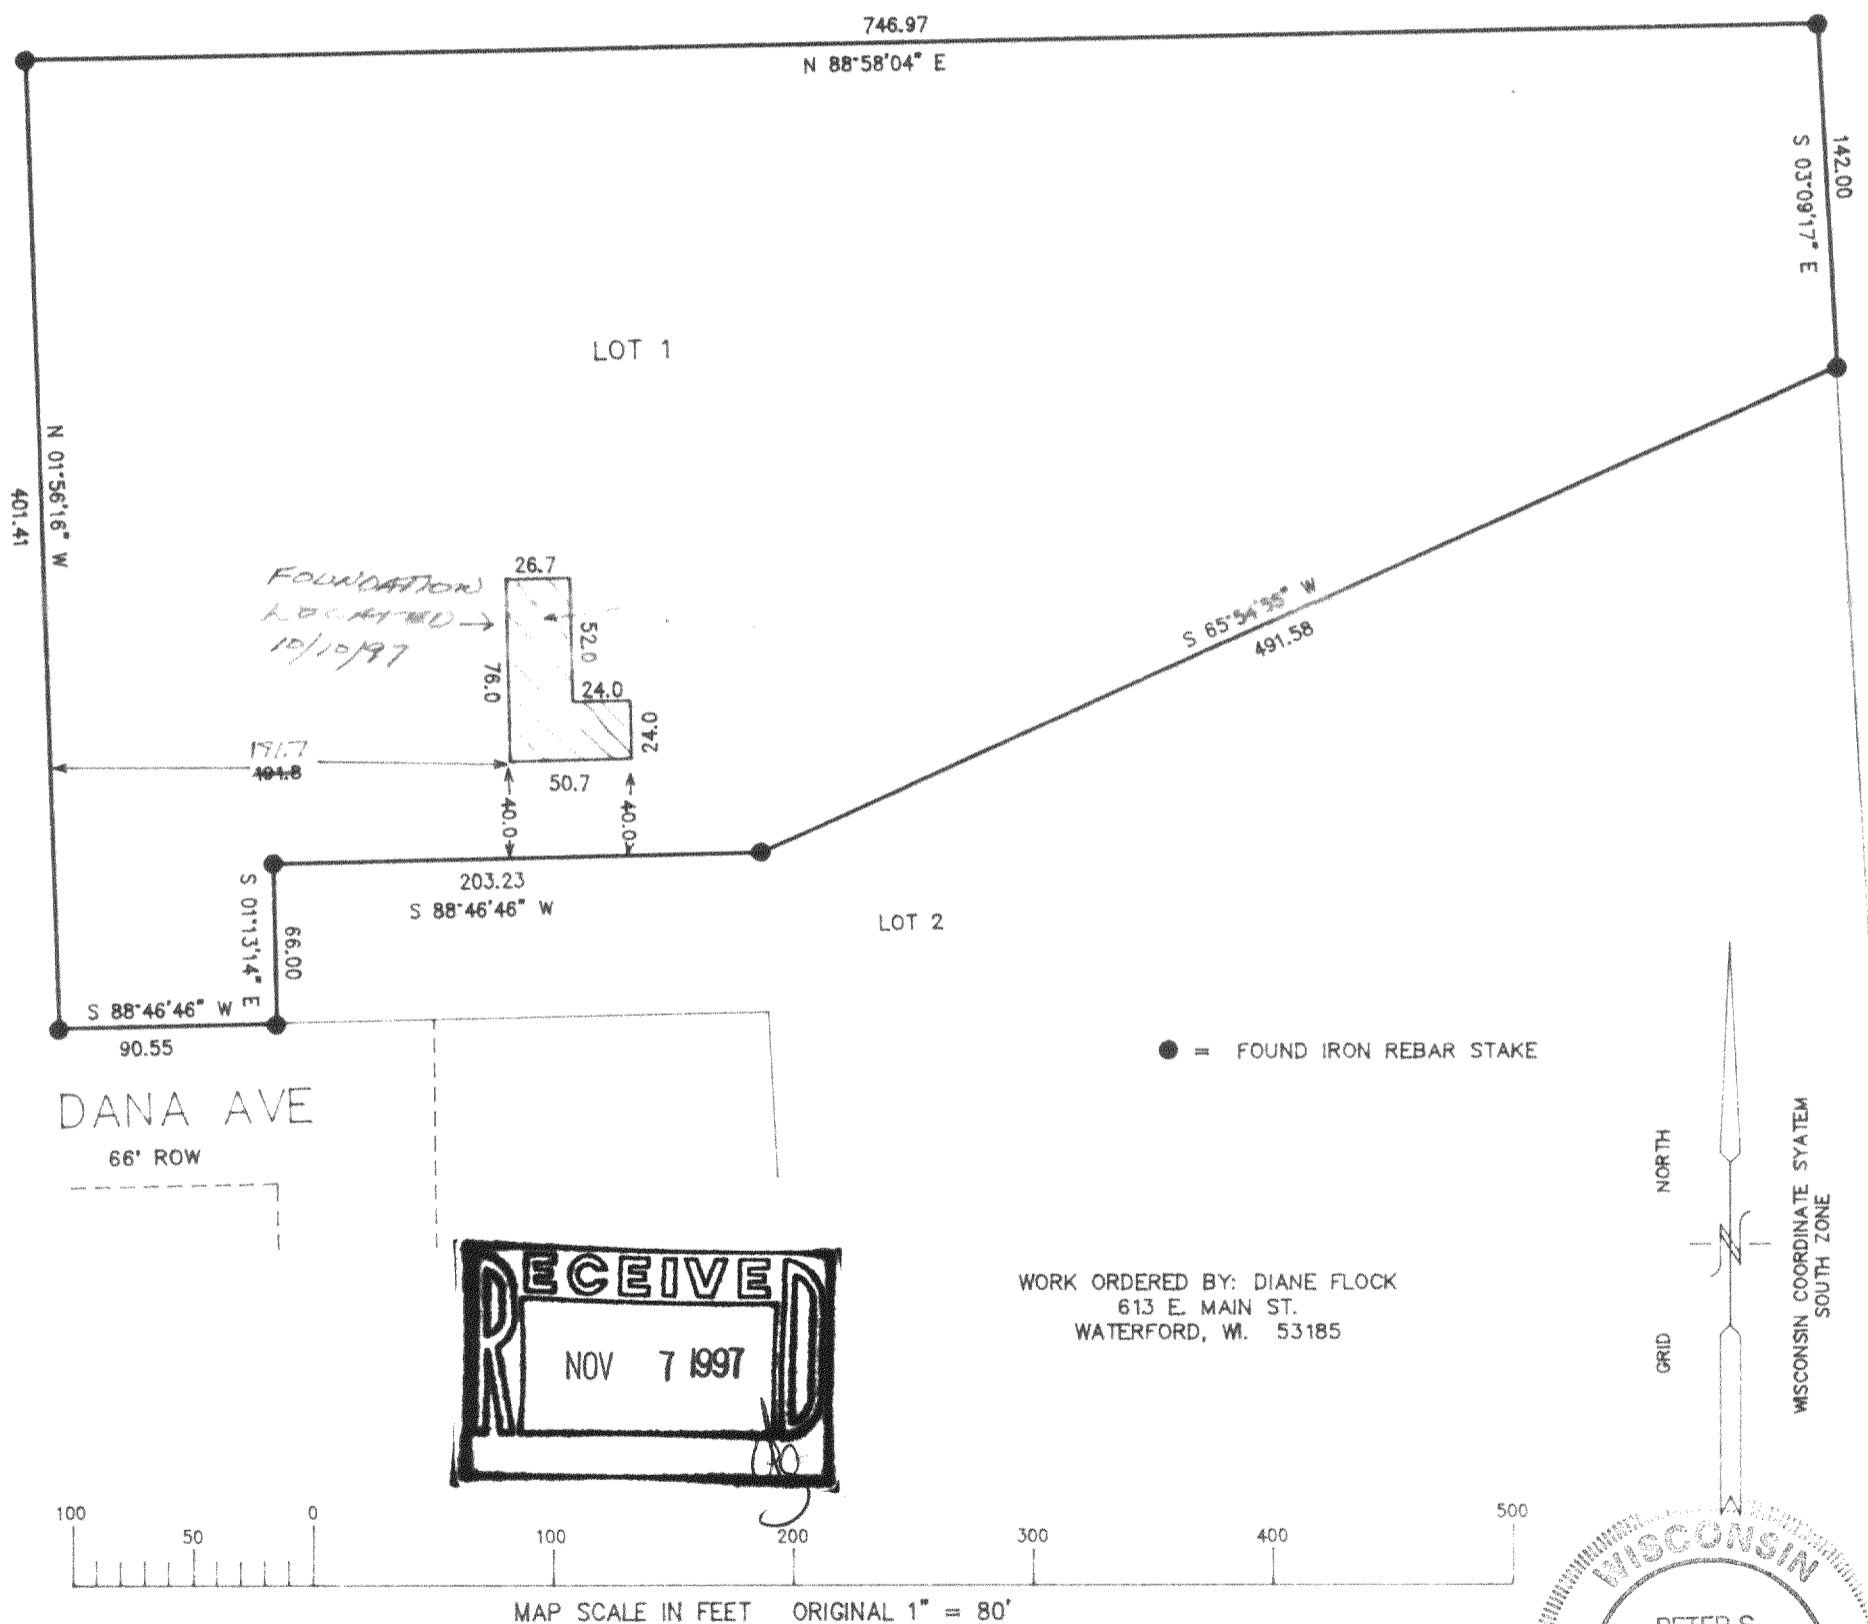 746.97
N 88°58'04" E
142.00
S 03°09'17" E
LOT 1
N 01°56'16" W
401.41
FOUNDATION
LOCATED
10/10/97
26.7
52.0
76.0
24.0
24.0
50.7
191.7
40.0
40.0
S 65°54'55" W
491.58
203.23
S 88°46'46" W
S 01°13'14" E
66.00
LOT 2
S 88°46'46" W
90.55
DANA AVE
66' ROW
● = FOUND IRON REBAR STAKE
NORTH
GRID
WISCONSIN COORDINATE SYATEM
SOUTH ZONE
RECEIVED
NOV 7 1997
WORK ORDERED BY: DIANE FLOCK
613 E. MAIN ST.
WATERFORD, WI. 53185
100 50 0 100 200 300 400 500
MAP SCALE IN FEET ORIGINAL 1" = 80'
WISCONSIN
PETER S.